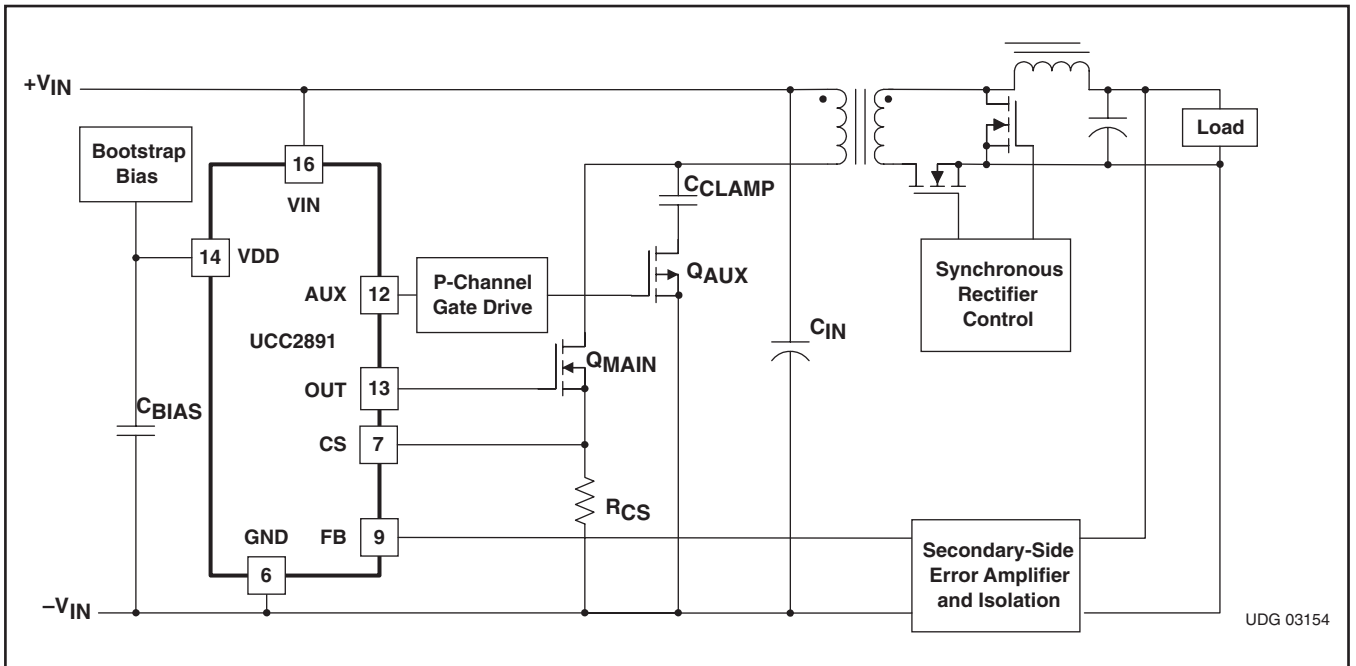 +VIN
Bootstrap
Bias
16
VIN
14
VDD
AUX
12
P-Channel
Gate Drive
UCC2891
OUT
13
CBIAS
CS
7
GND
FB
9
6
–VIN
CCLAMP
QAUX
QMAIN
RCS
CIN
Load
Synchronous
Rectifier
Control
Secondary-Side
Error Amplifier
and Isolation
UDG 03154